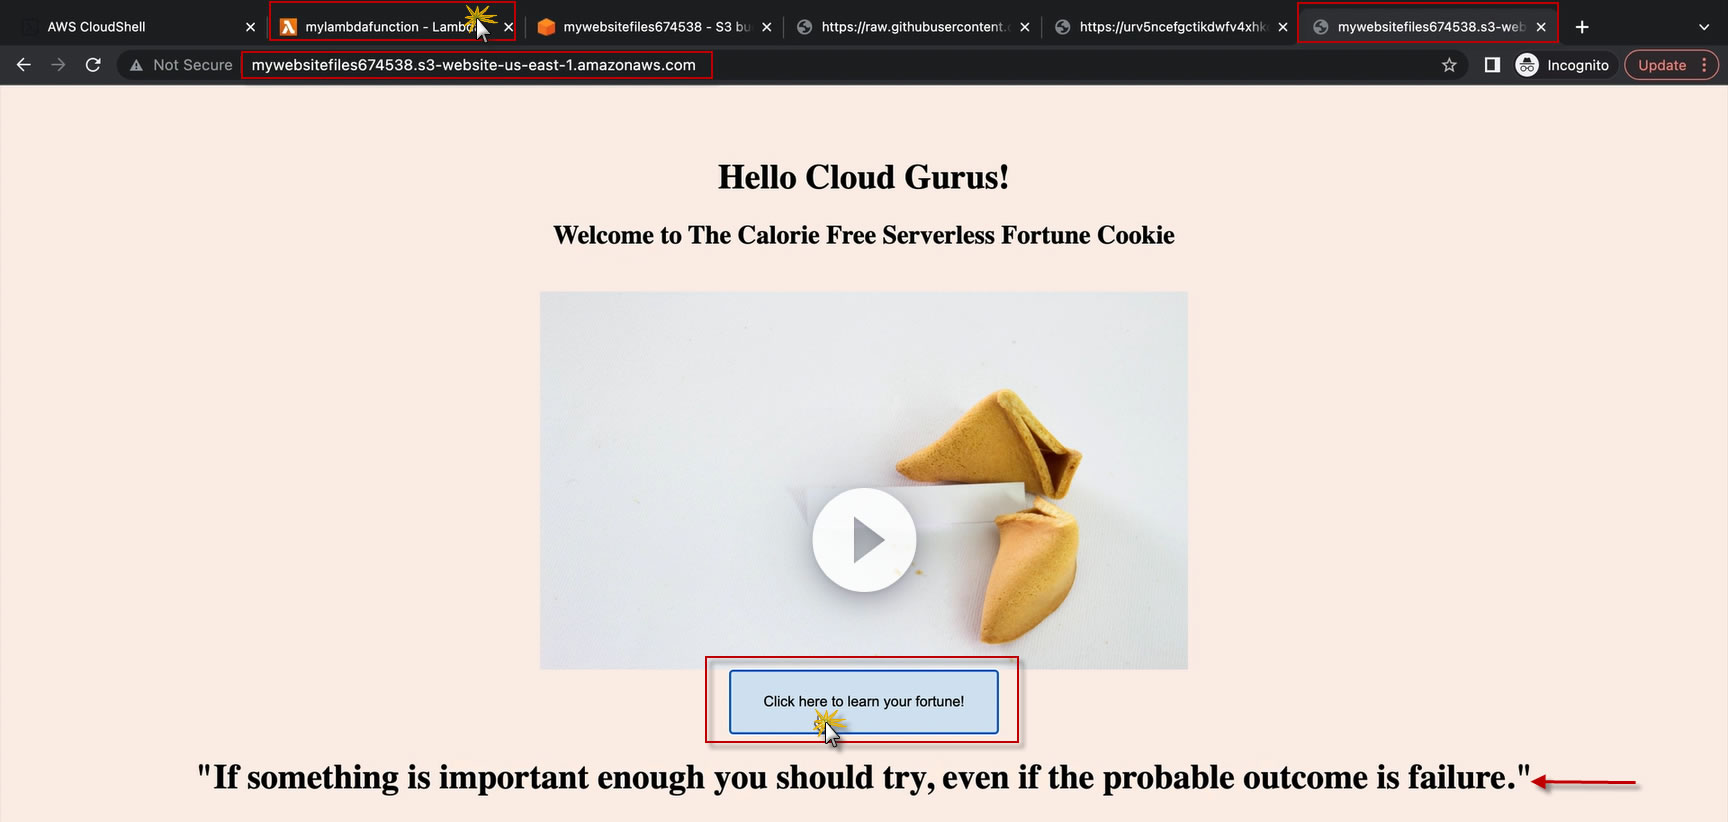 AWS CloudShell
mylambdafunction - Lamb
mywebsitefiles674538 - S3 bu
https://raw.githubusercontent.
https://urv5ncefgctikdwfv4xhk
mywebsitefiles674538.s3-web
Not Secure
mywebsitefiles674538.s3-website-us-east-1.amazonaws.com
Incognito
Update
Hello Cloud Gurus!
Welcome to The Calorie Free Serverless Fortune Cookie
Click here to learn your fortune!
"If something is important enough you should try, even if the probable outcome is failure."